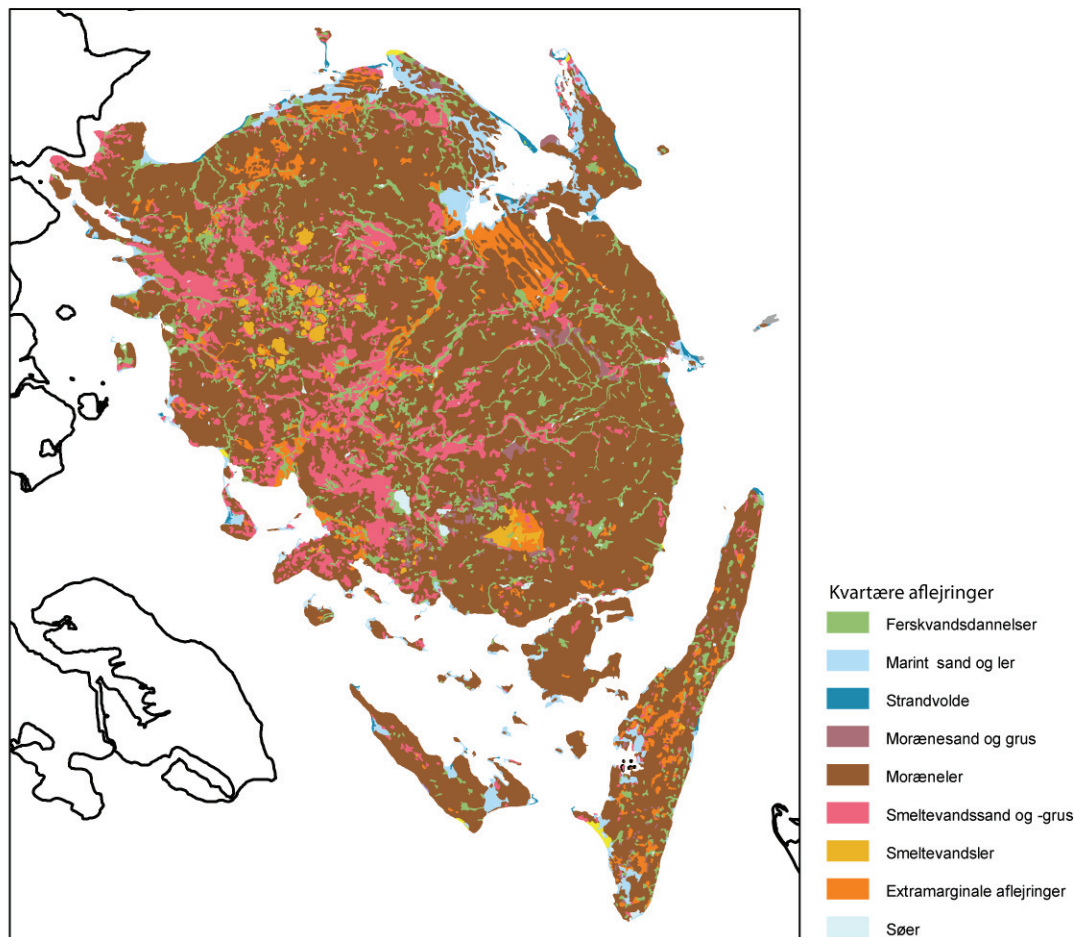 Kvartære aflejringer
Ferskvandsdannelser
Marint sand og ler
Strandvolde
Morænesand og grus
Moræneler
Smeltevandssand og -grus
Smeltevandsler
Extramarginale aflejringer
Søer